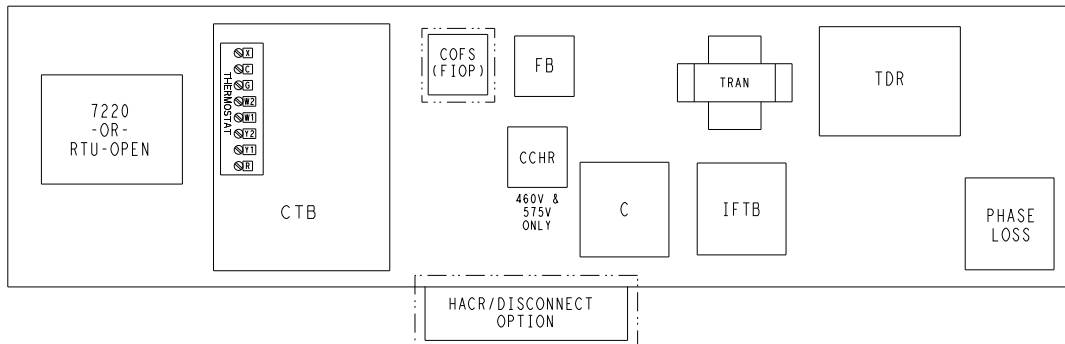 7220
-OR-
RTU-OPEN
X
C
G
W2
W1
Y2
Y1
R
THERMOSTAT
CTB
COFS
(FIOP)
FB
CCHR
460V &
575V
ONLY
C
TRAN
IFTB
TDR
PHASE
LOSS
HACR/DISCONNECT
OPTION